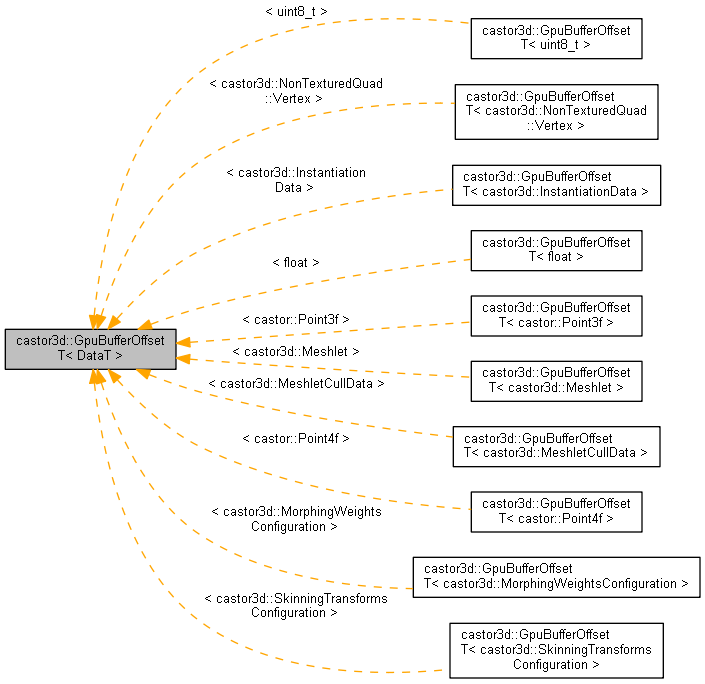 < uint8_t >
castor3d::GpuBufferOffset
T< uint8_t >
< castor3d::NonTexturedQuad
::Vertex >
castor3d::GpuBufferOffset
T< castor3d::NonTexturedQuad
::Vertex >
< castor3d::Instantiation
Data >
castor3d::GpuBufferOffset
T< castor3d::InstantiationData >
< float >
castor3d::GpuBufferOffset
T< float >
castor3d::GpuBufferOffset
T< DataT >
< castor::Point3f >
castor3d::GpuBufferOffset
T< castor::Point3f >
< castor3d::Meshlet >
castor3d::GpuBufferOffset
T< castor3d::Meshlet >
< castor3d::MeshletCullData >
castor3d::GpuBufferOffset
T< castor3d::MeshletCullData >
< castor::Point4f >
castor3d::GpuBufferOffset
T< castor::Point4f >
< castor3d::MorphingWeights
Configuration >
castor3d::GpuBufferOffset
T< castor3d::MorphingWeightsConfiguration >
< castor3d::SkinningTransforms
Configuration >
castor3d::GpuBufferOffset
T< castor3d::SkinningTransforms
Configuration >